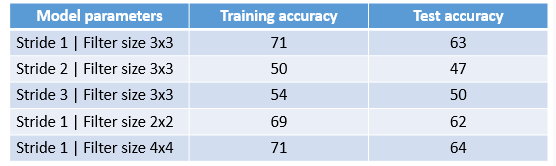 Model parameters Training accuracy Test accuracy
Stride 1 | Filter size 3x3 71 63
Stride 2 | Filter size 3x3 50 47
Stride 3 | Filter size 3x3 54 50
Stride 1 | Filter size 2x2 69 62
Stride 1 | Filter size 4x4 71 64